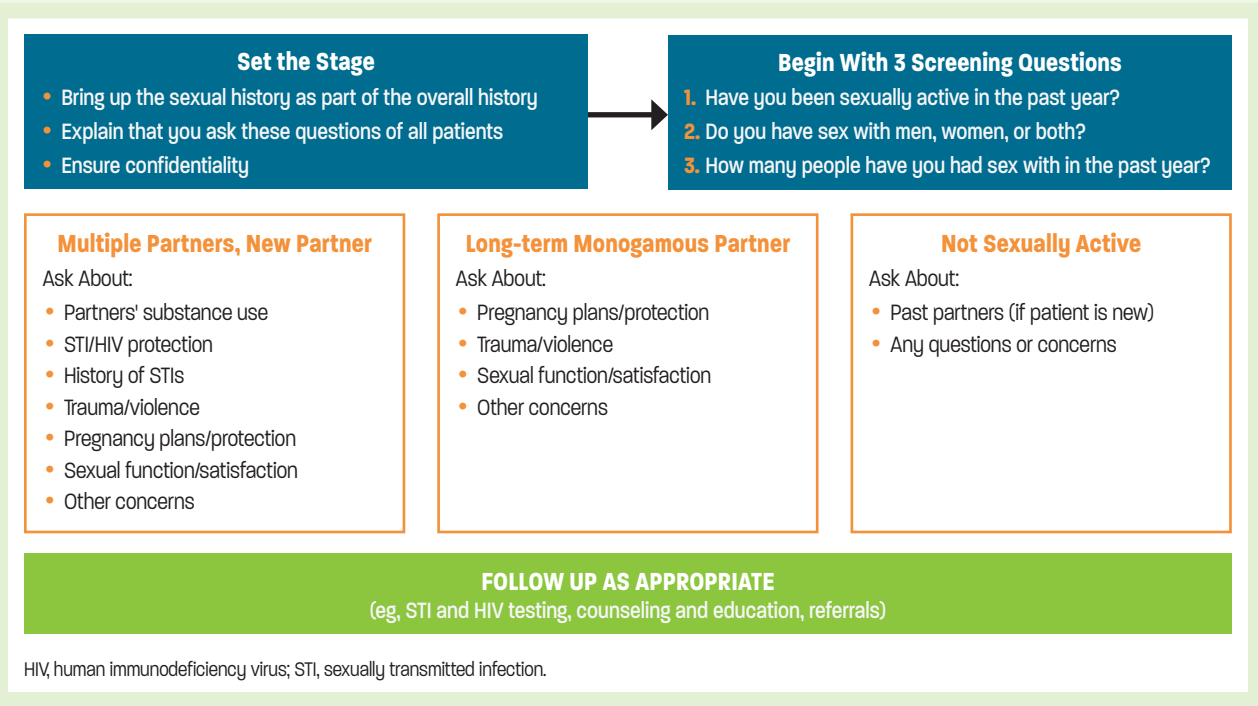 Set the Stage
• Bring up the sexual history as part of the overall history
• Explain that you ask these questions of all patients
• Ensure confidentiality
Begin With 3 Screening Questions
1. Have you been sexually active in the past year?
2. Do you have sex with men, women, or both?
3. How many people have you had sex with in the past year?
Multiple Partners, New Partner
Ask About:
• Partners' substance use
• STI/HIV protection
• History of STIs
• Trauma/violence
• Pregnancy plans/protection
• Sexual function/satisfaction
• Other concerns
Long-term Monogamous Partner
Ask About:
• Pregnancy plans/protection
• Trauma/violence
• Sexual function/satisfaction
• Other concerns
Not Sexually Active
Ask About:
• Past partners (if patient is new)
• Any questions or concerns
FOLLOW UP AS APPROPRIATE
(eg, STI and HIV testing, counseling and education, referrals)
HIV, human immunodeficiency virus; STI, sexually transmitted infection.